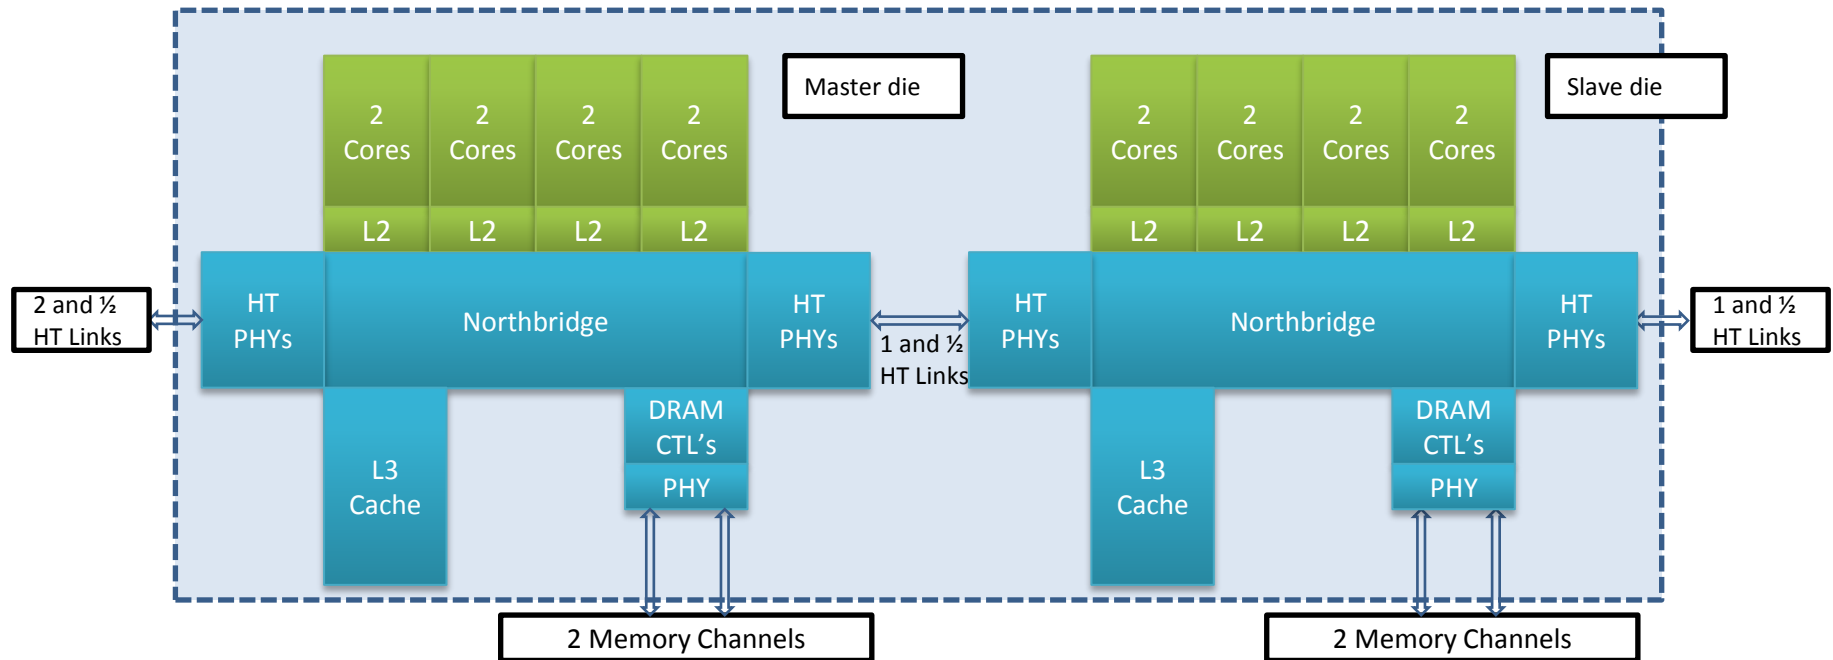 Master die
Slave die
2
Cores
2
Cores
2
Cores
2
Cores
2
Cores
2
Cores
2
Cores
2
Cores
L2
L2
L2
L2
L2
L2
L2
L2
2 and ½
HT Links
HT
PHYs
Northbridge
HT
PHYs
1 and ½
HT Links
HT
PHYs
Northbridge
HT
PHYs
1 and ½
HT Links
L3
Cache
DRAM
CTL’s
PHY
L3
Cache
DRAM
CTL’s
PHY
2 Memory Channels
2 Memory Channels